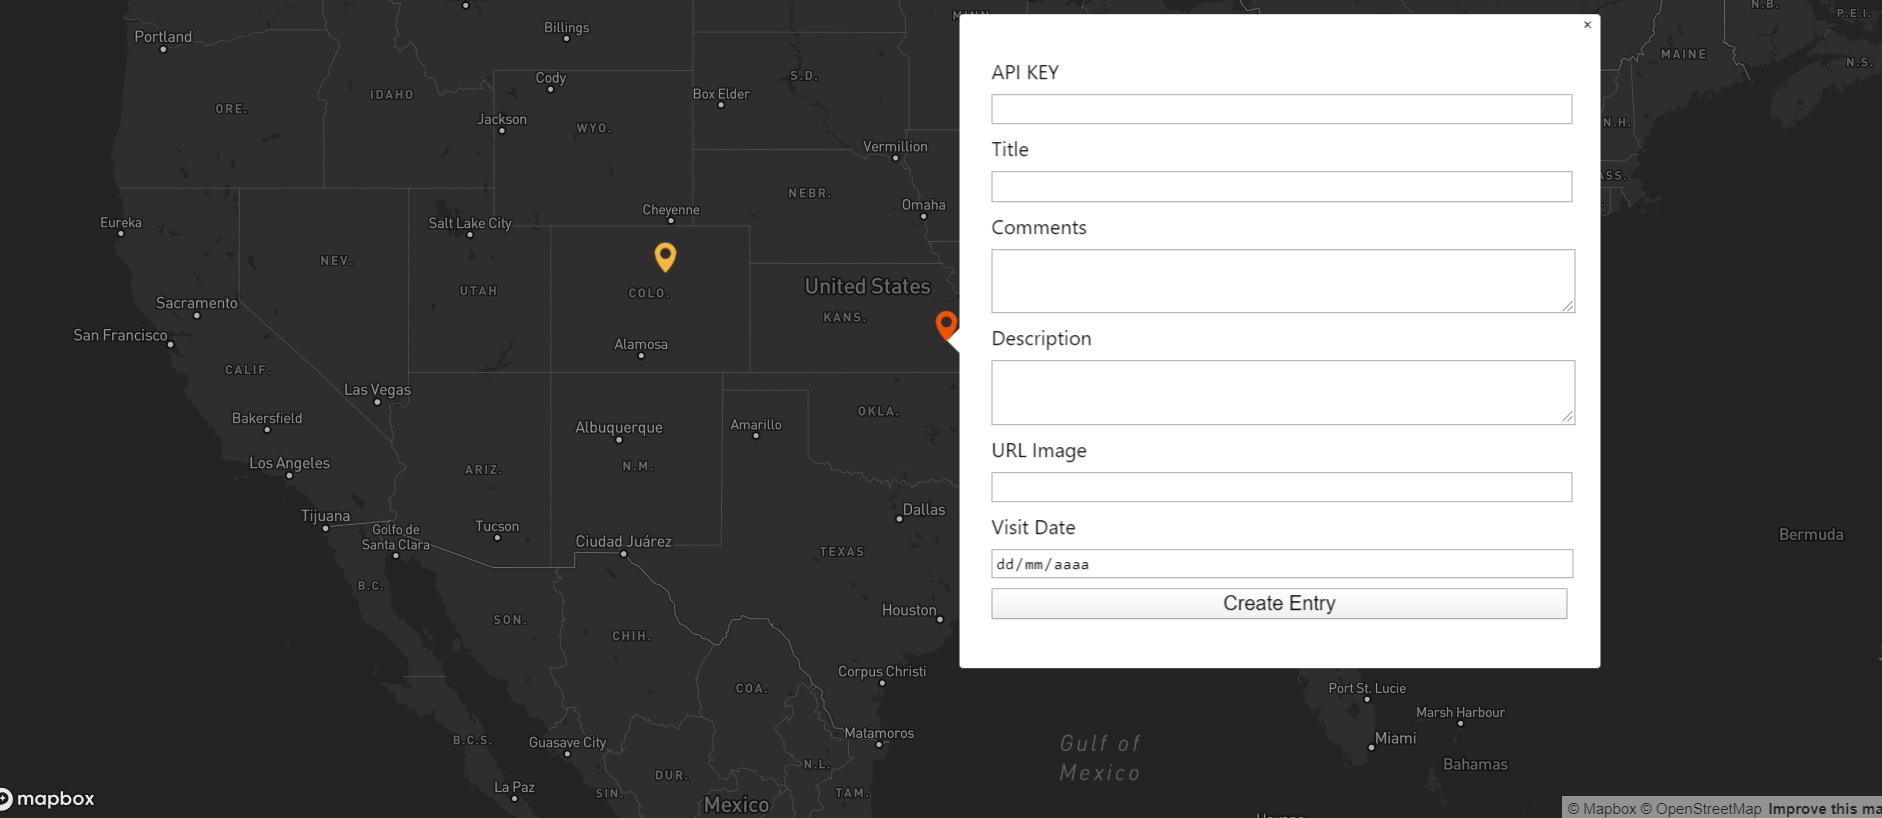 Portland
Billings
N.B.
P.E.I.
MAINE
N.S.
Cody
S.D.
IDAHO
Box Elder
ORE.
Jackson
WYO.
N.H.
Vermillion
ASS.
NEBR.
Omaha
Cheyenne
Eureka
Salt Lake City
NEV.
UTAH
COLO.
United States
Sacramento
KANS.
San Francisco
Alamosa
CALIF.
Las Vegas
Bakersfield
Albuquerque
Amarillo
OKLA.
Los Angeles
ARIZ.
N.M.
Tijuana
Golfo de
Santa Clara
Tucson
Ciudad Juárez
Dallas
TEXAS
Bermuda
B.C.
Houston
SON.
CHIH.
Corpus Christi
COA.
Port St. Lucie
Marsh Harbour
Miami
B.C.S.
Guasave City
Matamoros
Gulf of
Mexico
Bahamas
N.L.
DUR.
La Paz
SIN.
TAM.
Mexico
mapbox
© Mapbox © OpenStreetMap Improve this ma
×
API KEY
Title
Comments
Description
URL Image
Visit Date
dd/mm/aaaa
Create Entry